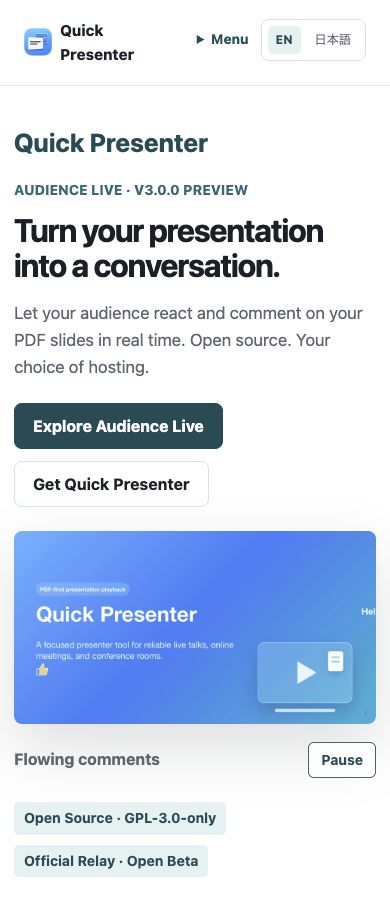 Quick
Presenter
Menu
EN
日本語
Quick Presenter
AUDIENCE LIVE · V3.0.0 PREVIEW
Turn your presentation
into a conversation.
Let your audience react and comment on your
PDF slides in real time. Open source. Your
choice of hosting.
Explore Audience Live
Get Quick Presenter
PDF-first presentation playback
Quick Presenter
Hel
A focused presenter tool for reliable live talks, online
meetings, and conference rooms.
Flowing comments
Pause
Open Source · GPL-3.0-only
Official Relay · Open Beta